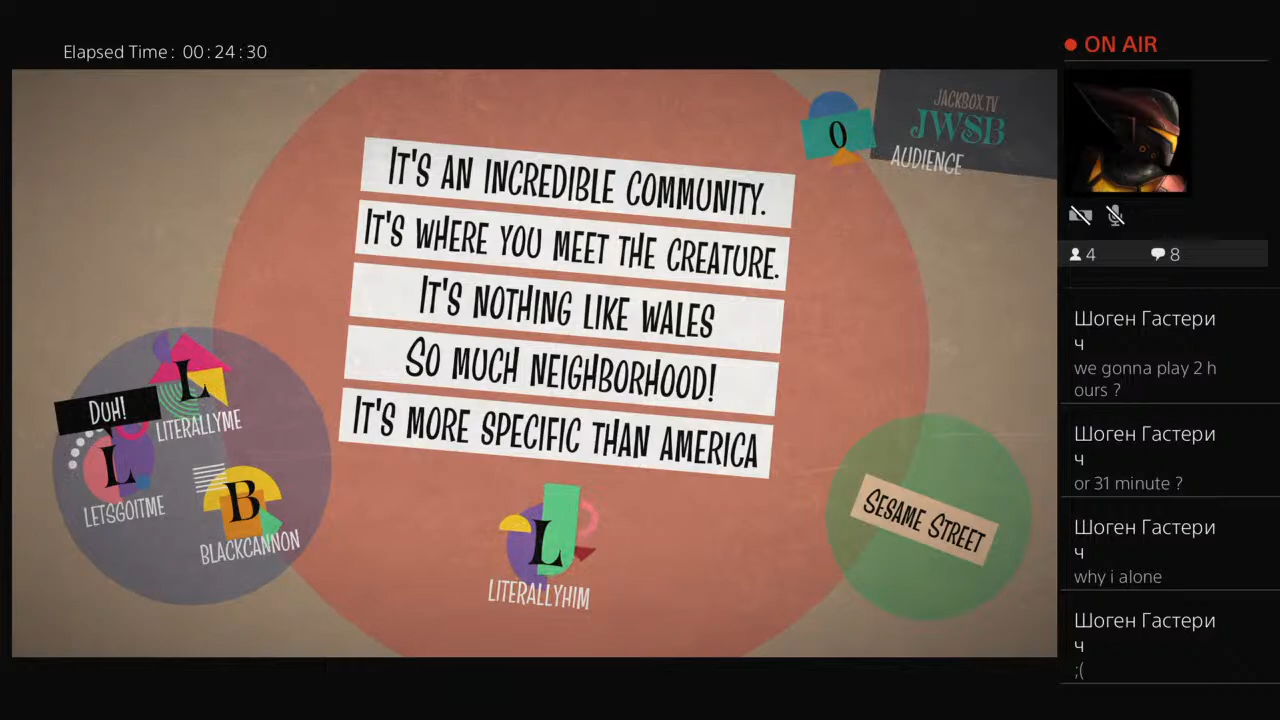 Elapsed Time: 00:24:30
ON AIR
JACKBOX.TV
JWSB
0
AUDIENCE
IT'S AN INCREDIBLE COMMUNITY.
IT'S WHERE YOU MEET THE CREATURE.
IT'S NOTHING LIKE WALES
SO MUCH NEIGHBORHOOD!
IT'S MORE SPECIFIC THAN AMERICA
L
LITERALLYME
DUH!
L
LETSGOITME
B
BLACKCANNON
L
LITERALLYHIM
SESAME STREET
4
8
Шоген Гастери
ч
we gonna play 2 h
ours ?
Шоген Гастери
ч
or 31 minute ?
Шоген Гастери
ч
why i alone
Шоген Гастери
ч
;(